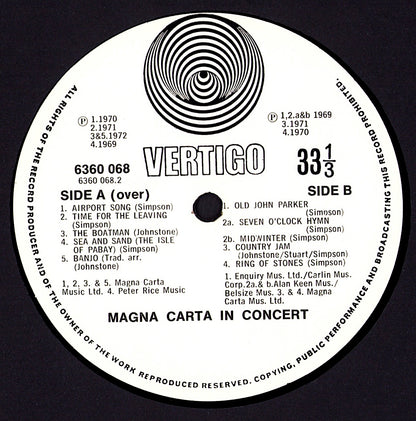 ALL RIGHTS OF THE RECORD PRODUCER AND OF THE OWNER OF THE WORK REPRODUCED RESERVED. COPYING, PUBLIC PERFORMANCE AND BROADCASTING THIS RECORD PROHIBITED.
Ⓟ 1.1970
2.1971
3&5.1972
4.1969
Ⓟ 1,2.a&b 1969
3.1971
4.1970
6360 068
6360 068.2
VERTIGO
33 1/3
SIDE A (over)
1. AIRPORT SONG (Simpson)
2. TIME FOR THE LEAVING
(Simpson)
3. THE BOATMAN (Johnstone)
4. SEA AND SAND (THE ISLE
OF PABAY) (Simpson)
5. BANJO (Trad. arr.
(Johnstone)
1, 2, 3. & 5. Magna Carta
Music Ltd. 4. Peter Rice Music
SIDE B
1. OLD JOHN PARKER
(Simpson)
2a. SEVEN O'CLOCK HYMN
(Simpson)
2b. MIDWINTER (Simpson)
3. COUNTRY JAM
(Johnstone/Stuart/Simpson)
4. RING OF STONES (Simpson)
1. Enquiry Mus. Ltd./Carlin Mus.
Corp.2a.& b.Alan Keen Mus./
Belsize Mus. 3. & 4. Magna
Carta Mus. Ltd.
MAGNA CARTA IN CONCERT